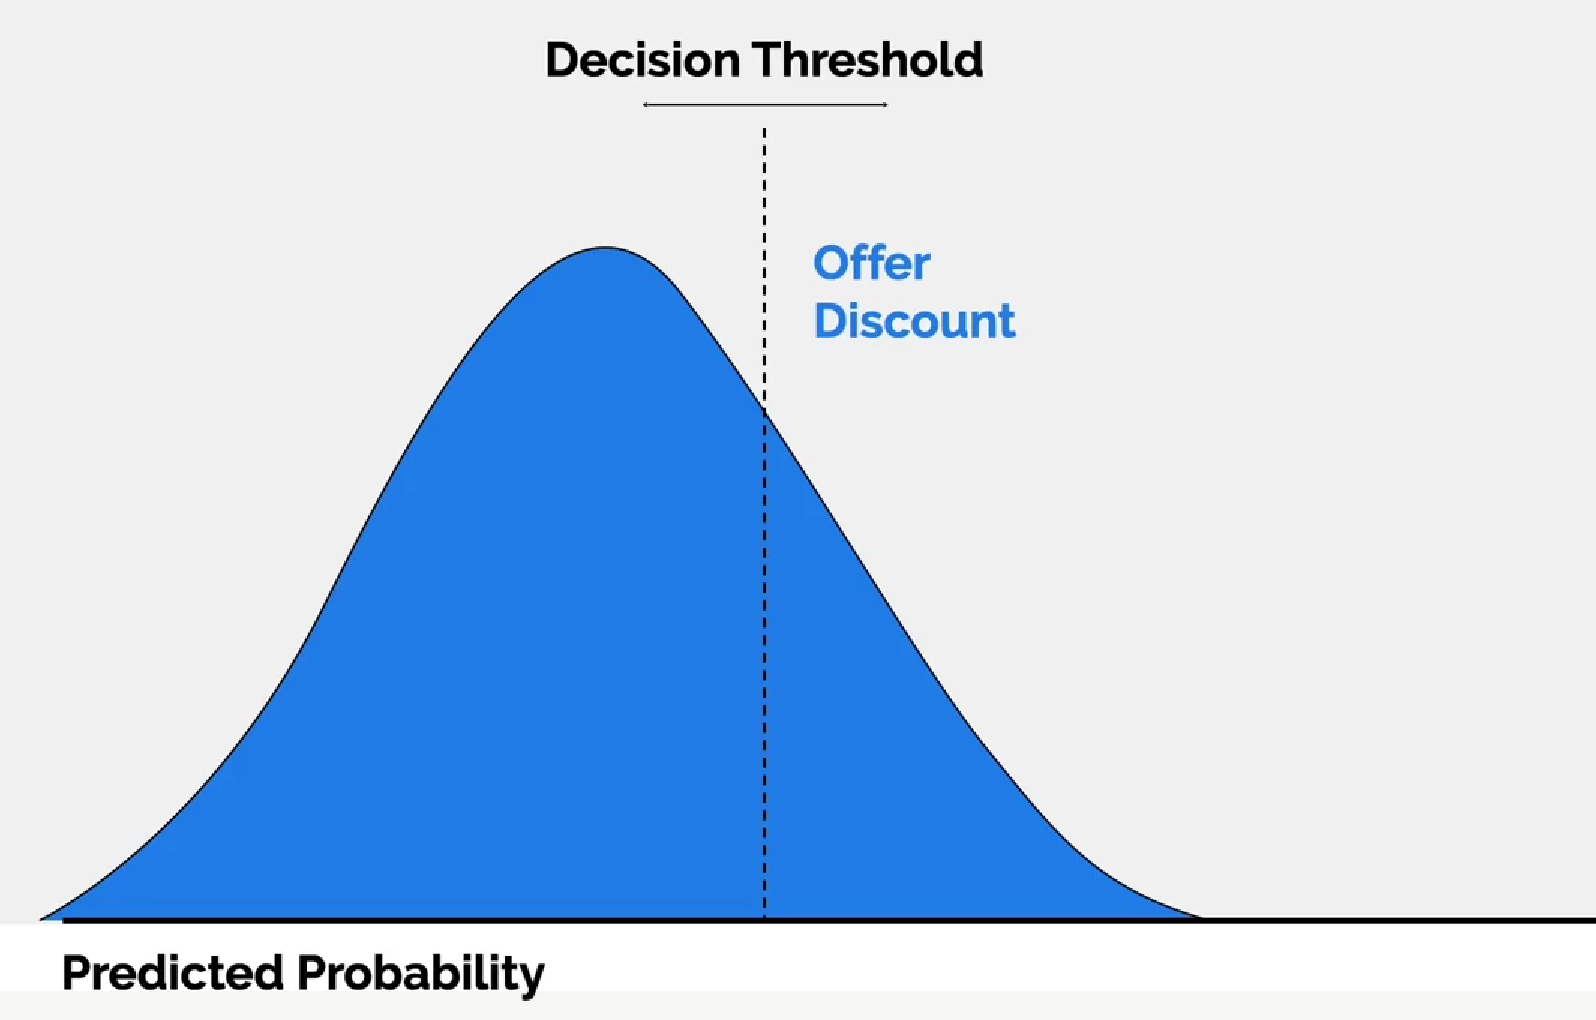 Decision Threshold
Offer
Discount
Predicted Probability